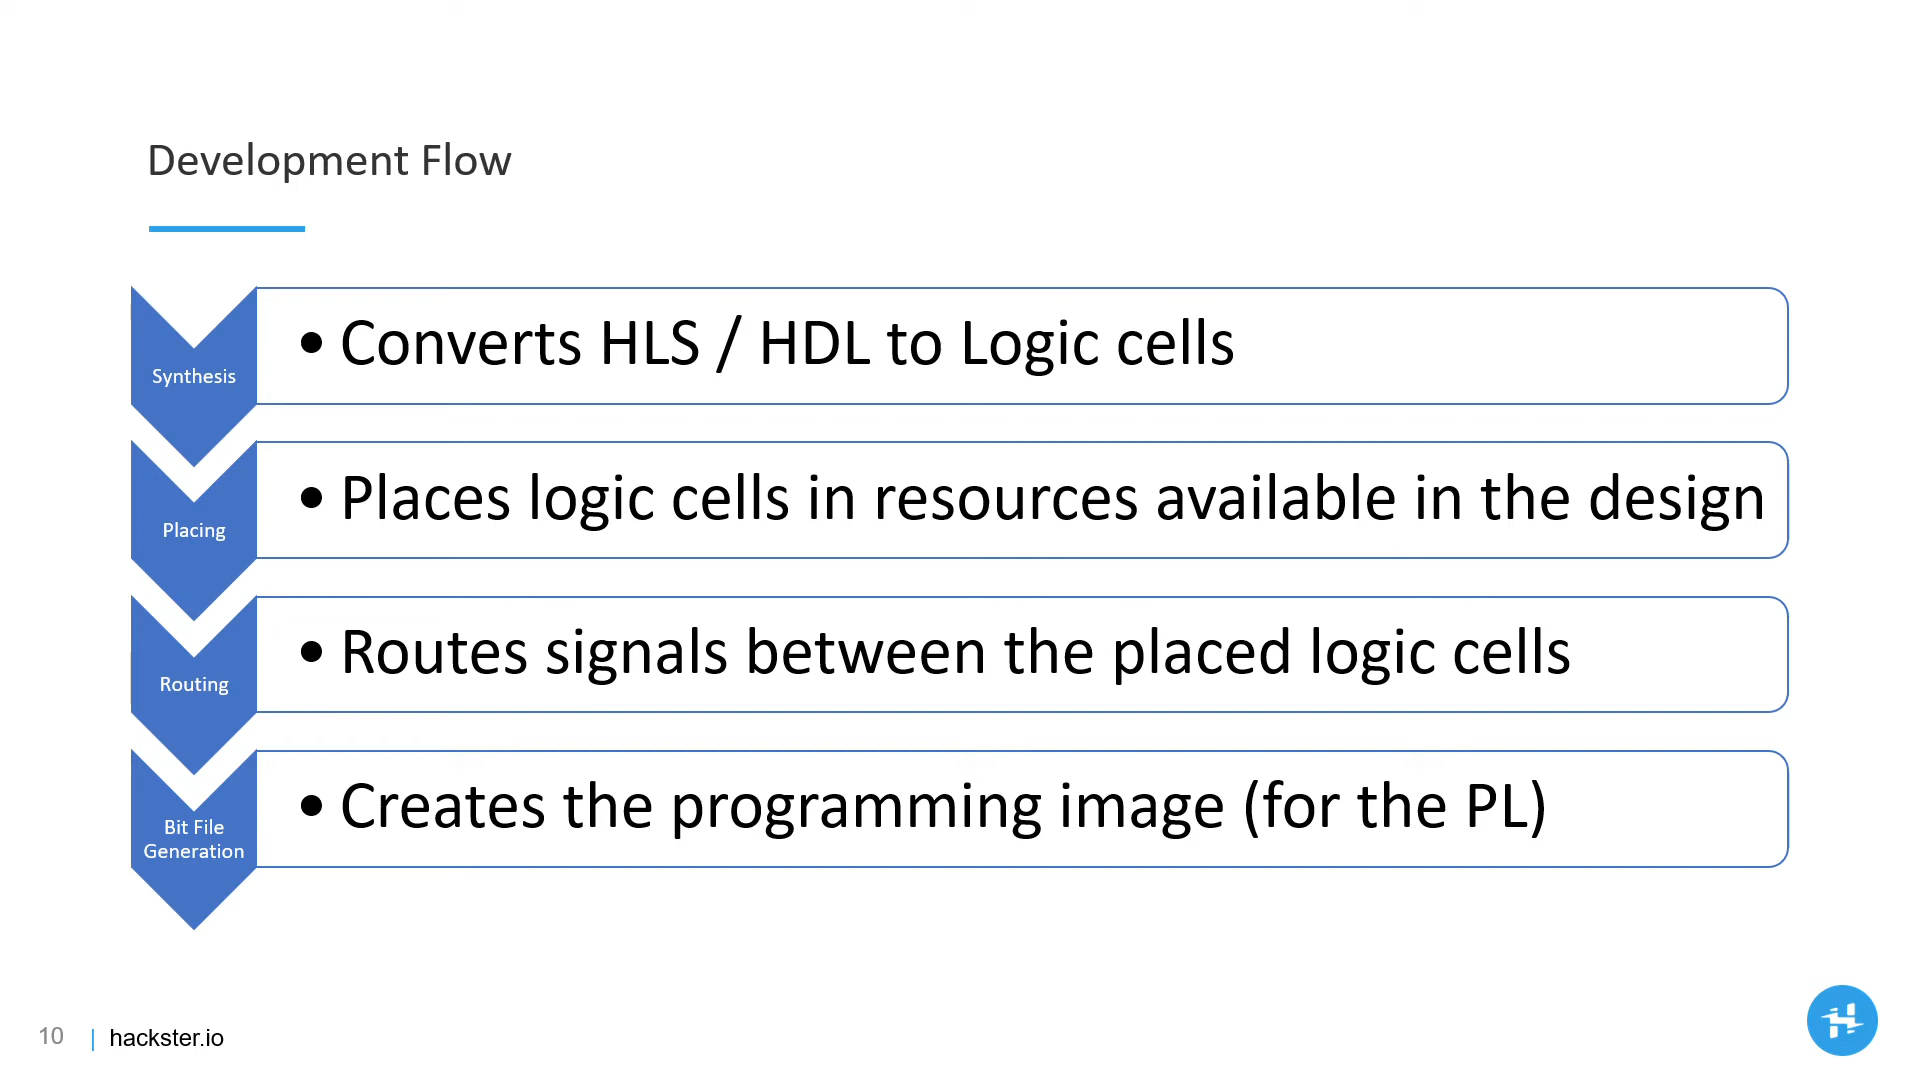 Development Flow
Synthesis
• Converts HLS / HDL to Logic cells
Placing
• Places logic cells in resources available in the design
Routing
• Routes signals between the placed logic cells
Bit File
Generation
• Creates the programming image (for the PL)
10 | hackster.io